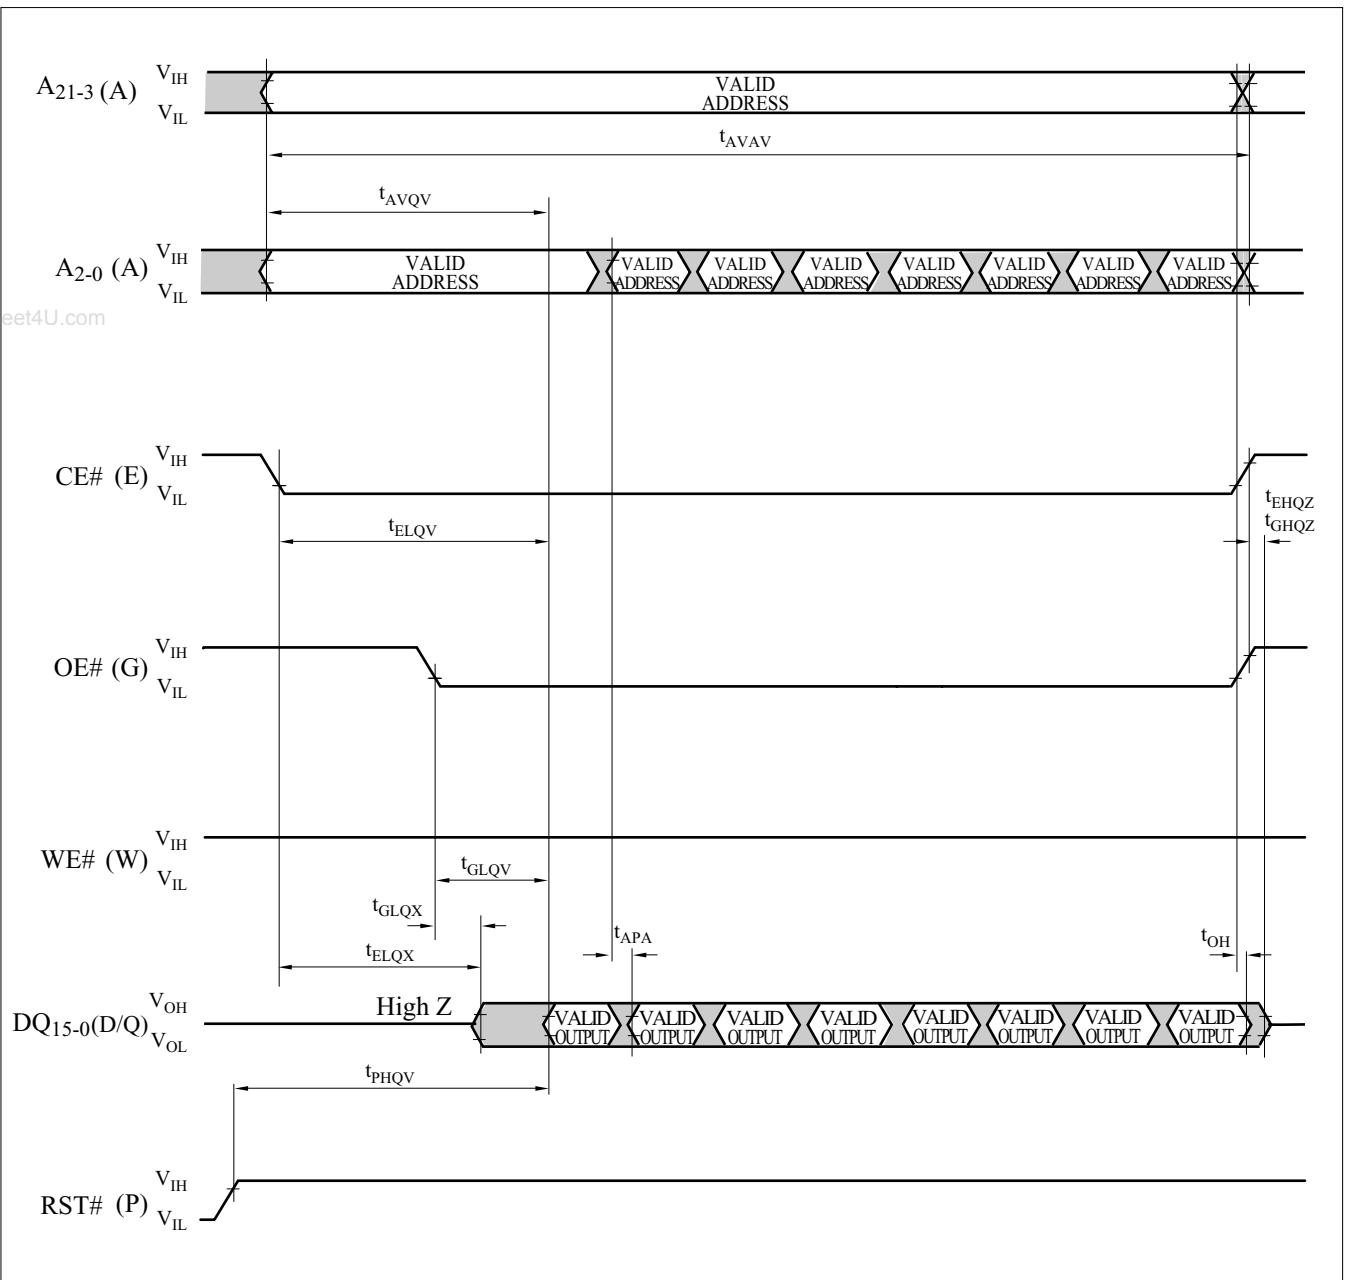 A21-3 (A) VIH VIL VALID ADDRESS
tAVAV
tAVQV
A2-0 (A) VIH VIL VALID ADDRESS VALID ADDRESS VALID ADDRESS VALID ADDRESS VALID ADDRESS VALID ADDRESS VALID ADDRESS VALID ADDRESS
eet4U.com
CE# (E) VIH VIL
tEHQZ
tGHQZ
tELQV
OE# (G) VIH VIL
WE# (W) VIH VIL
tGLQV
tGLQX
tAPA
tOH
tELQX
DQ15-0(D/Q) VOH VOL High Z VALID OUTPUT VALID OUTPUT VALID OUTPUT VALID OUTPUT VALID OUTPUT VALID OUTPUT VALID OUTPUT VALID OUTPUT
tPHQV
RST# (P) VIH VIL